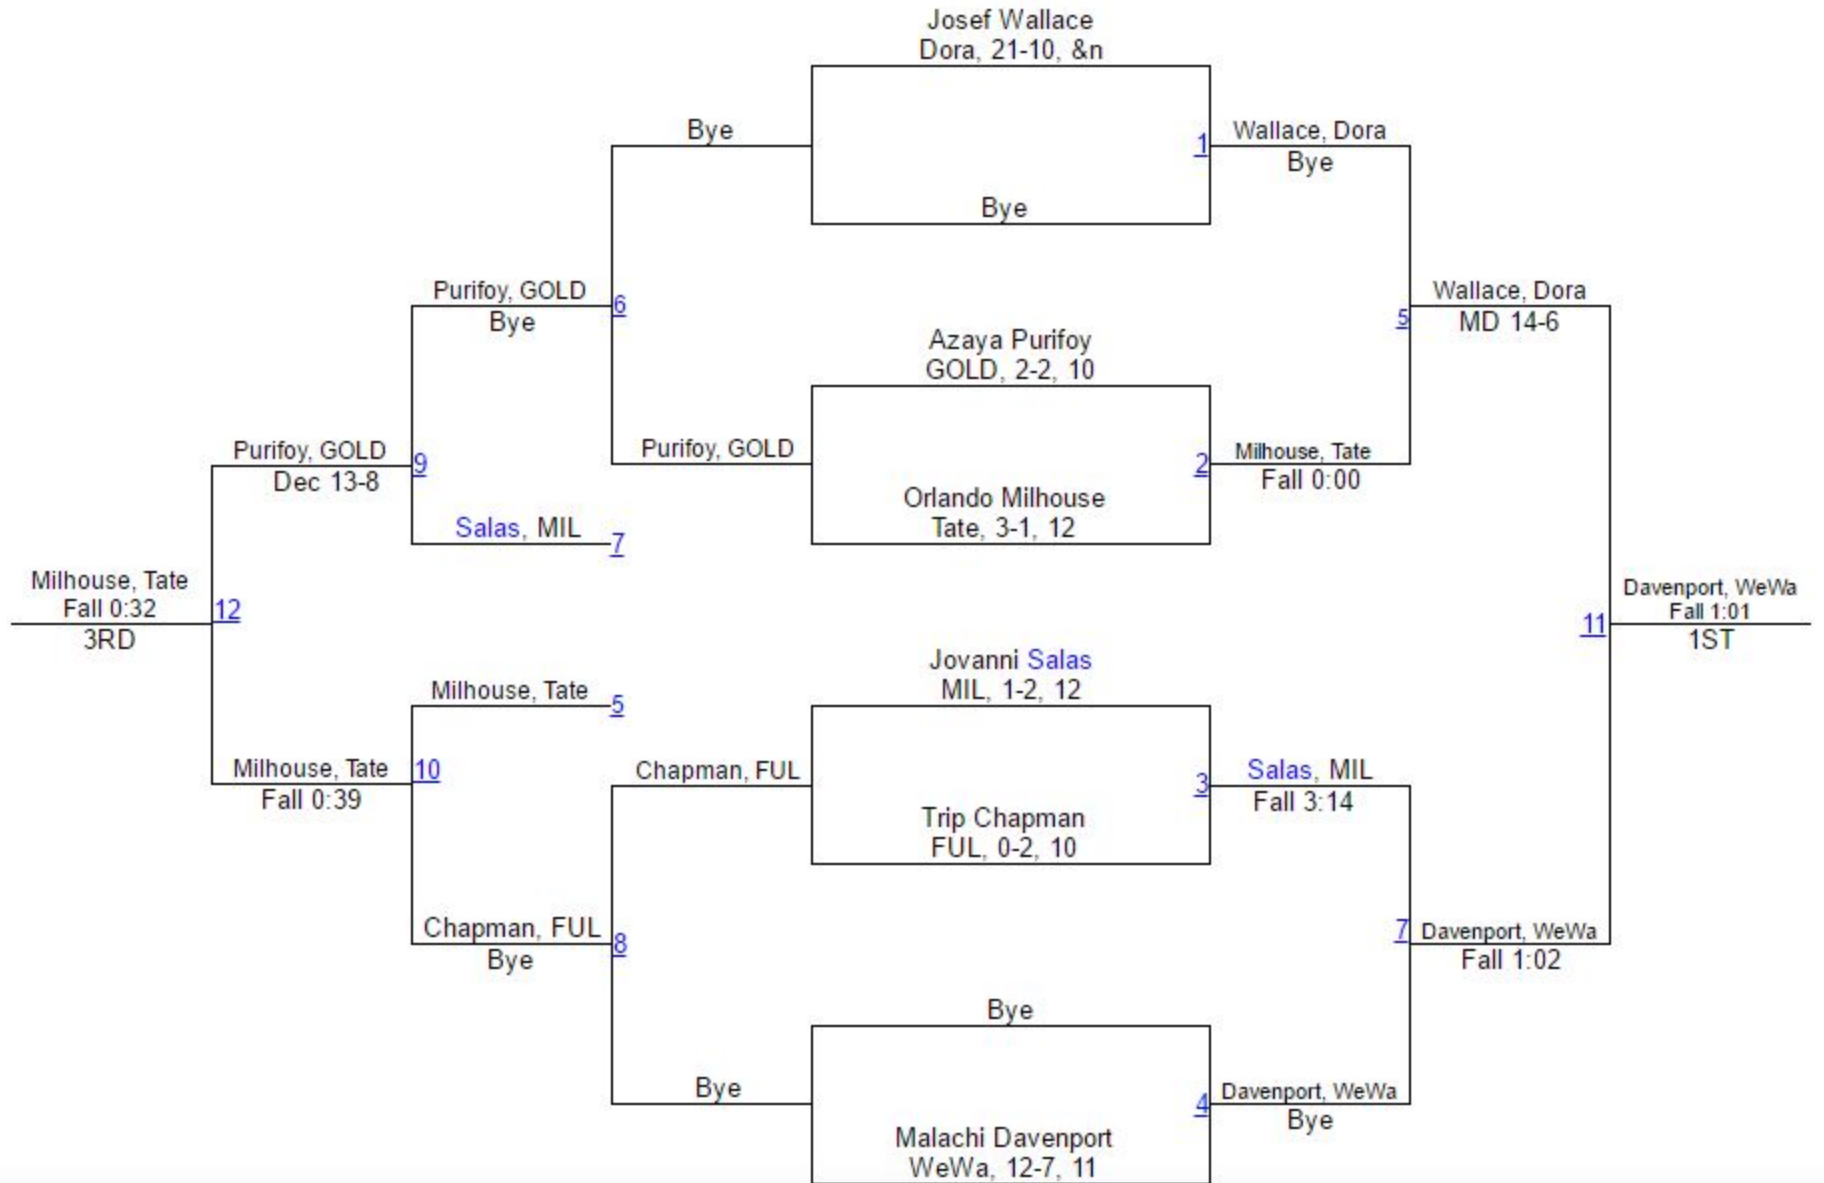 Josef Wallace
Dora, 21-10, &n
Bye
1
Wallace, Dora
Bye
Bye
Purifoy, GOLD
Bye
6
Wallace, Dora
MD 14-6
5
Azaya Purifoy
GOLD, 2-2, 10
Purifoy, GOLD
Dec 13-8
9
Purifoy, GOLD
2
Milhouse, Tate
Fall 0:00
Orlando Milhouse
Tate, 3-1, 12
Salas, MIL
7
Milhouse, Tate
Fall 0:32
3RD
12
11
Davenport, WeWa
Fall 1:01
1ST
Jovanni Salas
MIL, 1-2, 12
Milhouse, Tate
5
Milhouse, Tate
Fall 0:39
10
Chapman, FUL
3
Salas, MIL
Fall 3:14
Trip Chapman
FUL, 0-2, 10
Chapman, FUL
Bye
8
7
Davenport, WeWa
Fall 1:02
Bye
Bye
4
Davenport, WeWa
Bye
Malachi Davenport
WeWa, 12-7, 11